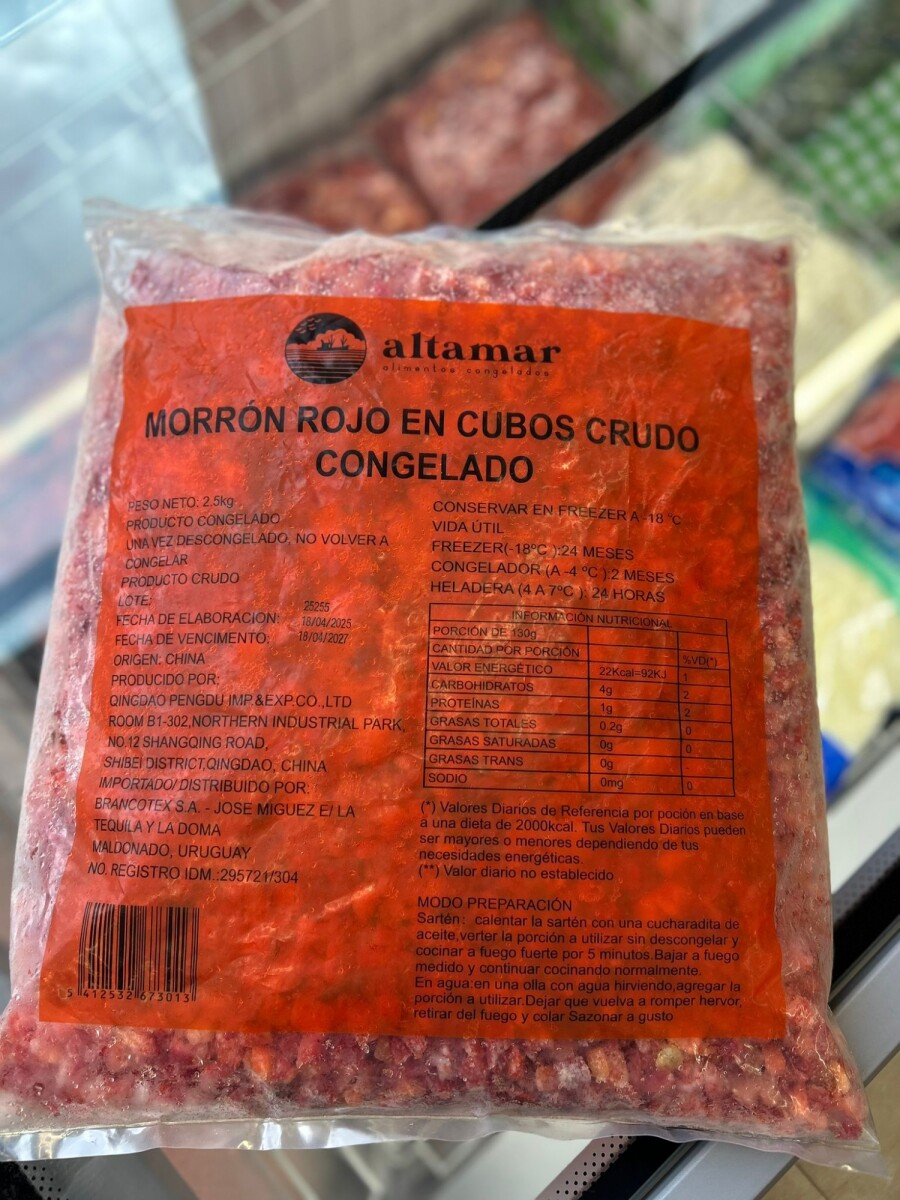 altamar
alimentos congelados
MORRÓN ROJO EN CUBOS CRUDO
CONGELADO
PESO NETO: 2.5kg
PRODUCTO CONGELADO
UNA VEZ DESCONGELADO, NO VOLVER A
CONGELAR
PRODUCTO CRUDO
LOTE: 25255
FECHA DE ELABORACIÓN: 18/04/2025
FECHA DE VENCIMIENTO: 18/04/2027
ORIGEN: CHINA
PRODUCIDO POR:
QINGDAO PENGDU IMP.&EXP.CO.,LTD
ROOM B1-302,NORTHERN INDUSTRIAL PARK,
NO.12 SHANGQING ROAD,
SHIBEI DISTRICT,QINGDAO, CHINA
IMPORTADO/ DISTRIBUIDO POR:
BRANCOTEX S.A. - JOSE MIGUEZ E/ LA
TEQUILA Y LA DOMA
MALDONADO, URUGUAY
NO. REGISTRO IDM.:295721/304
5 412532 673013
CONSERVAR EN FREEZER A -18 °C
VIDA ÚTIL
FREEZER(-18ºC ):24 MESES
CONGELADOR (A -4 ºC ):2 MESES
HELADERA (4 A 7ºC ): 24 HORAS
INFORMACIÓN NUTRICIONAL
PORCIÓN DE 130g
CANTIDAD POR PORCIÓN %VD(*)
VALOR ENERGÉTICO 22Kcal=92KJ 1
CARBOHIDRATOS 4g 2
PROTEÍNAS 1g 2
GRASAS TOTALES 0.2g 0
GRASAS SATURADAS 0g 0
GRASAS TRANS 0g
SODIO 0mg 0
(*) Valores Diarios de Referencia por poción en base
a una dieta de 2000kcal. Tus Valores Diarios pueden
ser mayores o menores dependiendo de tus
necesidades energéticas.
(**) Valor diario no establecido
MODO PREPARACIÓN
Sartén: calentar la sartén con una cucharadita de
aceite,verter la porción a utilizar sin descongelar y
cocinar a fuego fuerte por 5 minutos.Bajar a fuego
medido y continuar cocinando normalmente.
En agua:en una olla con agua hirviendo,agregar la
porción a utilizar.Dejar que vuelva a romper hervor,
retirar del fuego y colar Sazonar a gusto